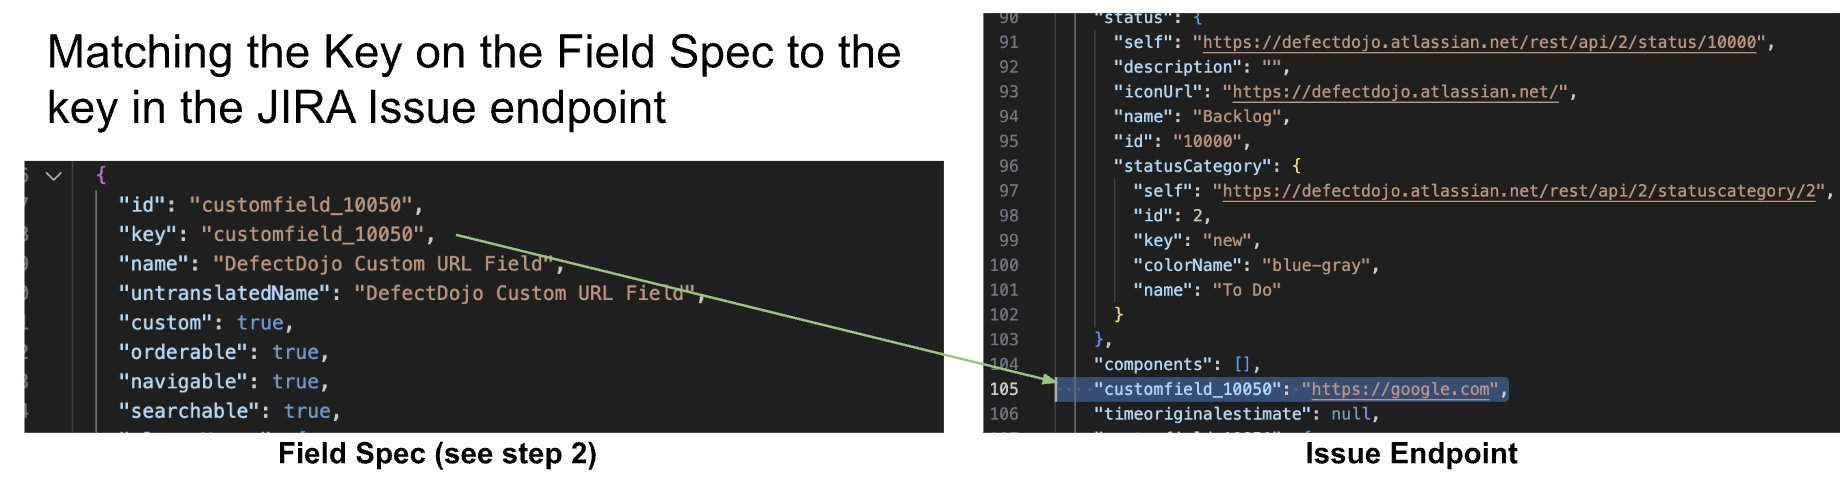 Matching the Key on the Field Spec to the
key in the JIRA Issue endpoint
{
"id": "customfield_10050",
"key": "customfield_10050",
"name": "DefectDojo Custom URL Field",
"untranslatedName": "DefectDojo Custom URL Field",
"custom": true,
"orderable": true,
"navigable": true,
"searchable": true,
Field Spec (see step 2)
90 "status": {
91 "self": "https://defectdojo.atlassian.net/rest/api/2/status/10000",
92 "description": "",
93 "iconUrl": "https://defectdojo.atlassian.net/",
94 "name": "Backlog",
95 "id": "10000",
96 "statusCategory": {
97 "self": "https://defectdojo.atlassian.net/rest/api/2/statuscategory/2",
98 "id": 2,
99 "key": "new",
100 "colorName": "blue-gray",
101 "name": "To Do"
102 }
103 },
104 "components": [],
105 "customfield_10050": "https://google.com",
106 "timeoriginalestimate": null,
Issue Endpoint